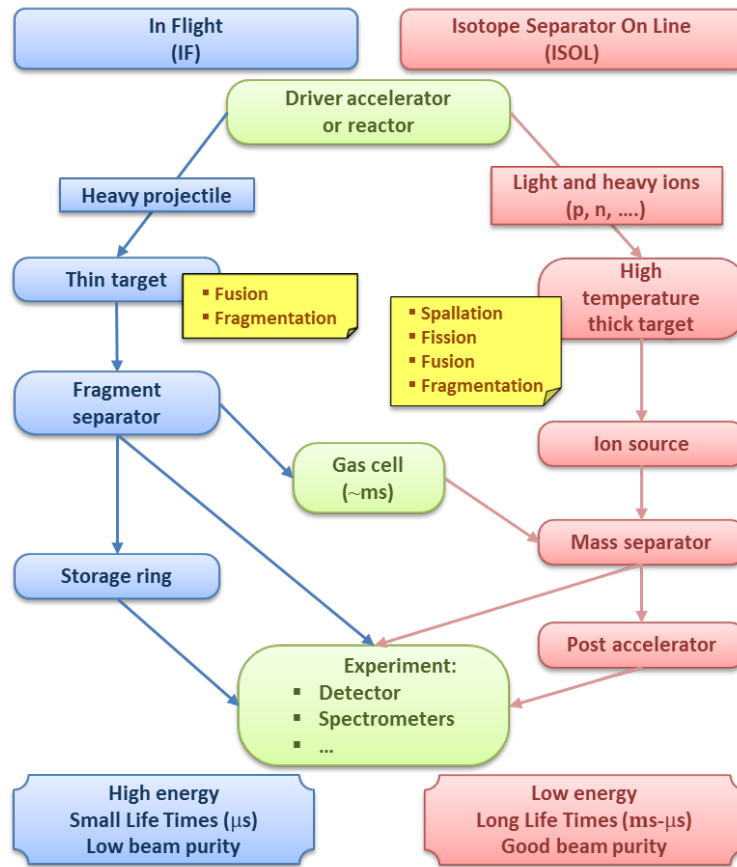 In Flight
(IF)
Isotope Separator On Line
(ISOL)
Driver accelerator
or reactor
Heavy projectile
Light and heavy ions
(p, n, ….)
Thin target
▪ Fusion
▪ Fragmentation
▪ Spallation
▪ Fission
▪ Fusion
▪ Fragmentation
High
temperature
thick target
Fragment
separator
Gas cell
(~ms)
Ion source
Mass separator
Storage ring
Post accelerator
Experiment:
▪ Detector
▪ Spectrometers
▪ …
High energy
Small Life Times (μs)
Low beam purity
Low energy
Long Life Times (ms-μs)
Good beam purity